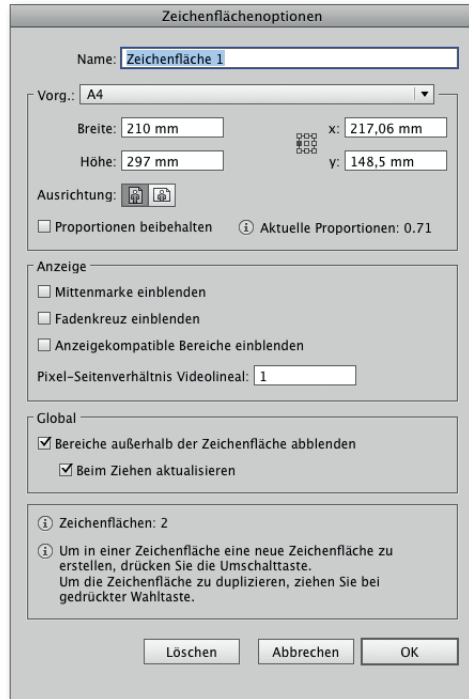 Zeichenflächenoptionen
Name: Zeichenfläche 1
Vorg.: A4
Breite: 210 mm x: 217,06 mm
Höhe: 297 mm y: 148,5 mm
Ausrichtung:
Proportionen beibehalten Aktuelle Proportionen: 0.71
Anzeige
Mittenmarke einblenden
Fadenkreuz einblenden
Anzeigekompatible Bereiche einblenden
Pixel-Seitenverhältnis Videolineal: 1
Global
Bereiche außerhalb der Zeichenfläche abblenden
Beim Ziehen aktualisieren
Zeichenflächen: 2
Um in einer Zeichenfläche eine neue Zeichenfläche zu
erstellen, drücken Sie die Umschalttaste.
Um die Zeichenfläche zu duplizieren, ziehen Sie bei
gedrückter Wahltaste.
Löschen Abbrechen OK